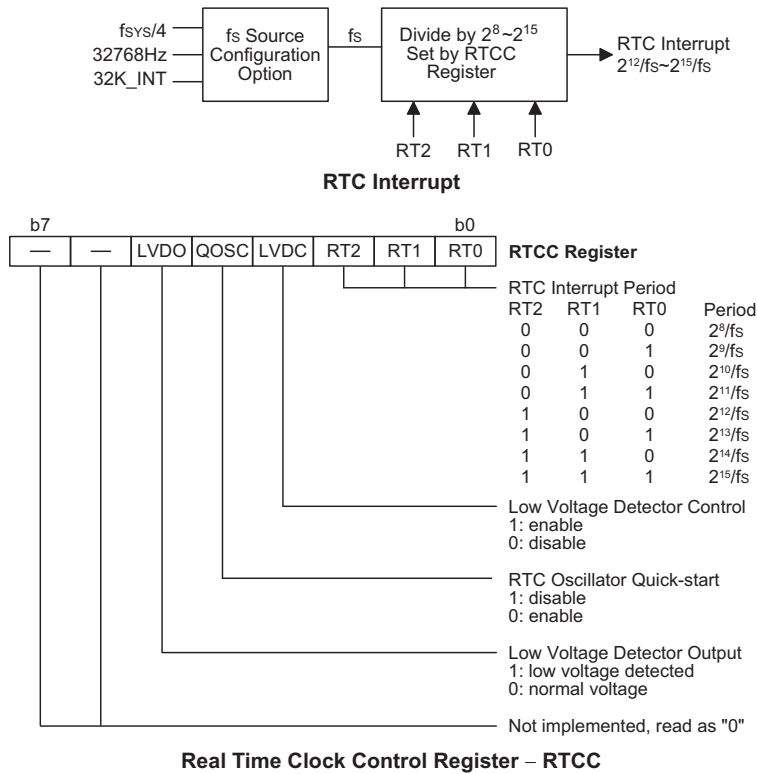 fSYS/4
32768Hz
32K_INT
fS Source
Configuration
Option
fS
Divide by 2⁸~2¹⁵
Set by RTCC
Register
RTC Interrupt
2¹²/fS~2¹⁵/fS
RT2 RT1 RT0
RTC Interrupt
b7 b0
— — LVDO QOSC LVDC RT2 RT1 RT0 RTCC Register
RTC Interrupt Period
RT2 RT1 RT0 Period
0 0 0 2⁸/fS
0 0 1 2⁹/fS
0 1 0 2¹⁰/fS
0 1 1 2¹¹/fS
1 0 0 2¹²/fS
1 0 1 2¹³/fS
1 1 0 2¹⁴/fS
1 1 1 2¹⁵/fS
Low Voltage Detector Control
1: enable
0: disable
RTC Oscillator Quick-start
1: disable
0: enable
Low Voltage Detector Output
1: low voltage detected
0: normal voltage
Not implemented, read as "0"
Real Time Clock Control Register – RTCC